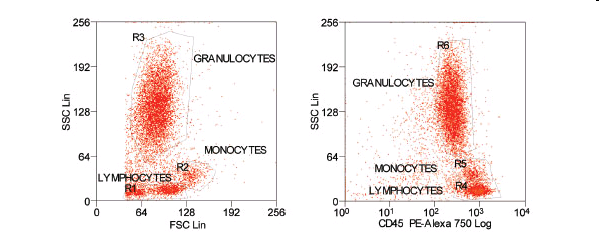 256
192
128
64
0
SSC Lin
R3
GRANULOCYTES
MONOCYTES
R2
LYMPHOCYTES
R1
0 64 128 192 256
FSC Lin
256
192
128
64
0
SSC Lin
R6
GRANULOCYTES
R5
MONOCYTES
R4
LYMPHOCYTES
10⁰ 10¹ 10² 10³ 10⁴
CD45 PE-Alexa 750 Log